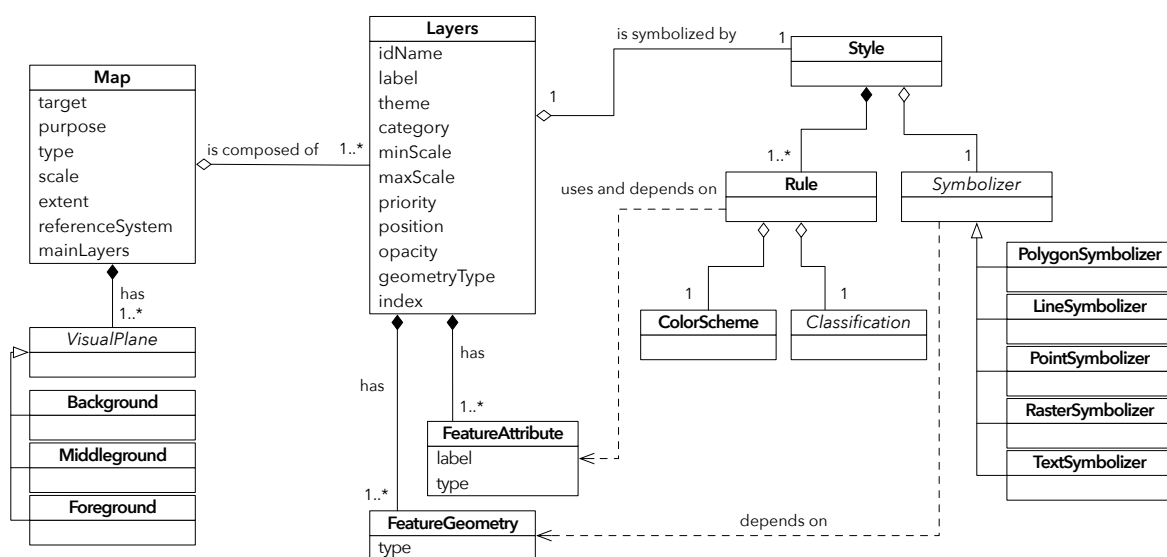 Map
target
purpose
type
scale
extent
referenceSystem
mainLayers
has
1..*
VisualPlane
Background
Middleground
Foreground
is composed of
1..*
Layers
idName
label
theme
category
minScale
maxScale
priority
position
opacity
geometryType
index
has
1..*
FeatureGeometry
type
has
1..*
FeatureAttribute
label
type
1
is symbolized by
1
Style
1..*
Rule
uses and depends on
1
ColorScheme
1
Classification
1
Symbolizer
depends on
PolygonSymbolizer
LineSymbolizer
PointSymbolizer
RasterSymbolizer
TextSymbolizer